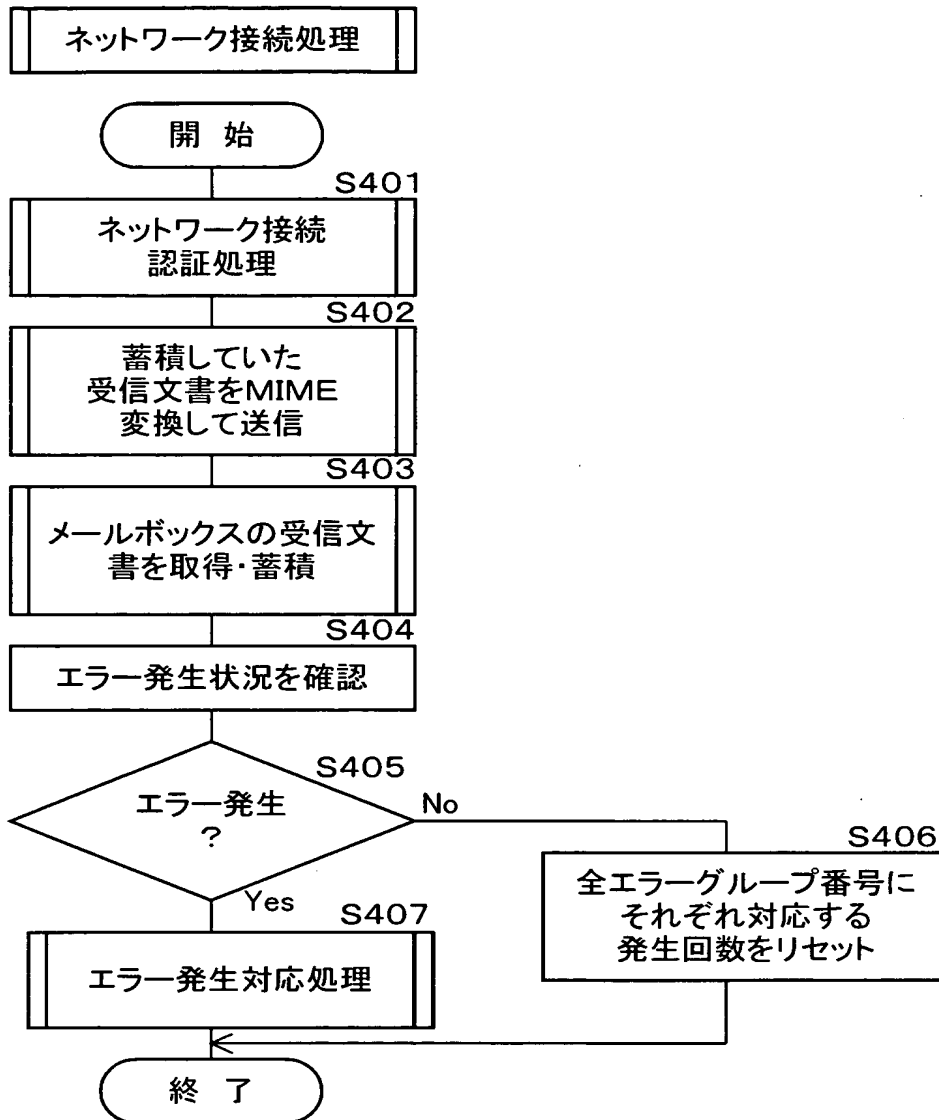 ネットワーク接続処理
開 始
S401
ネットワーク接続
認証処理
S402
蓄積していた
受信文書をMIME
変換して送信
S403
メールボックスの受信文
書を取得・蓄積
S404
エラー発生状況を確認
S405
エラー発生
?
No
S406
全エラーグループ番号に
それぞれ対応する
発生回数をリセット
Yes
S407
エラー発生対応処理
終 了